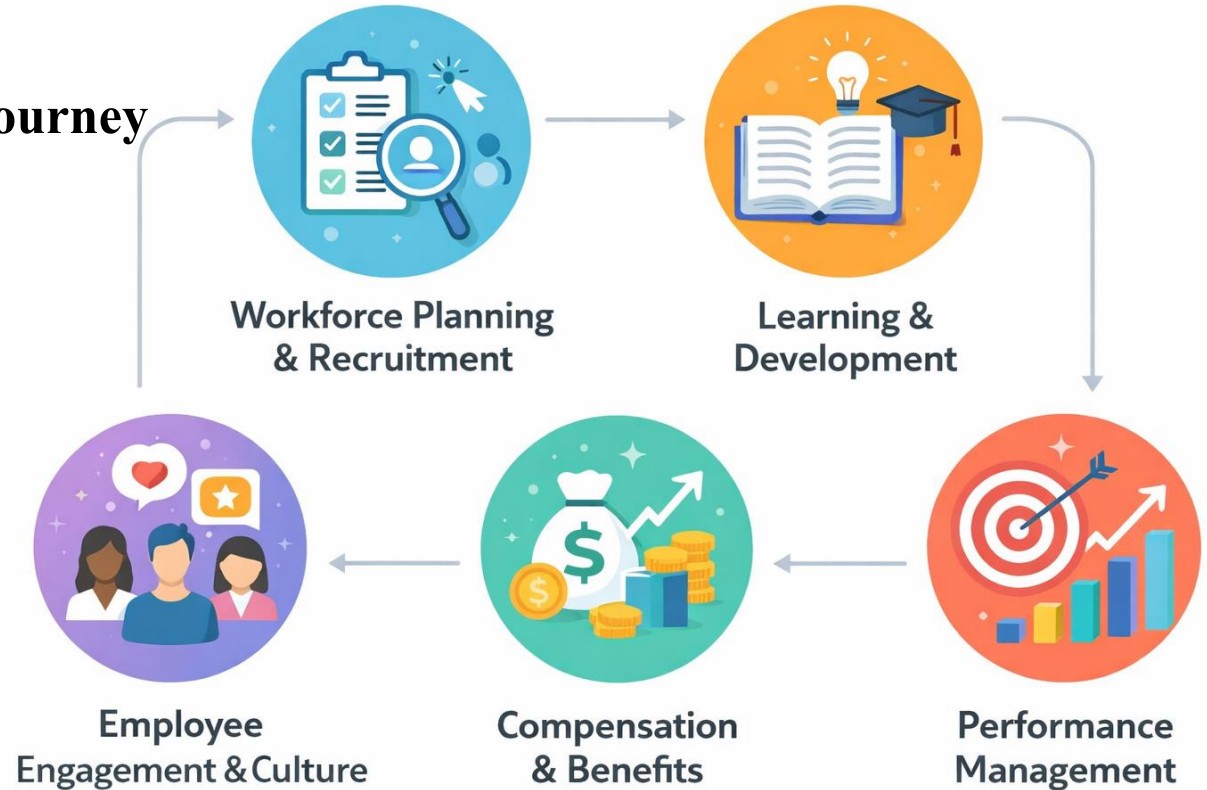 ourney
Workforce Planning
& Recruitment
Learning &
Development
Employee
Engagement & Culture
$
$
Compensation
& Benefits
Performance
Management